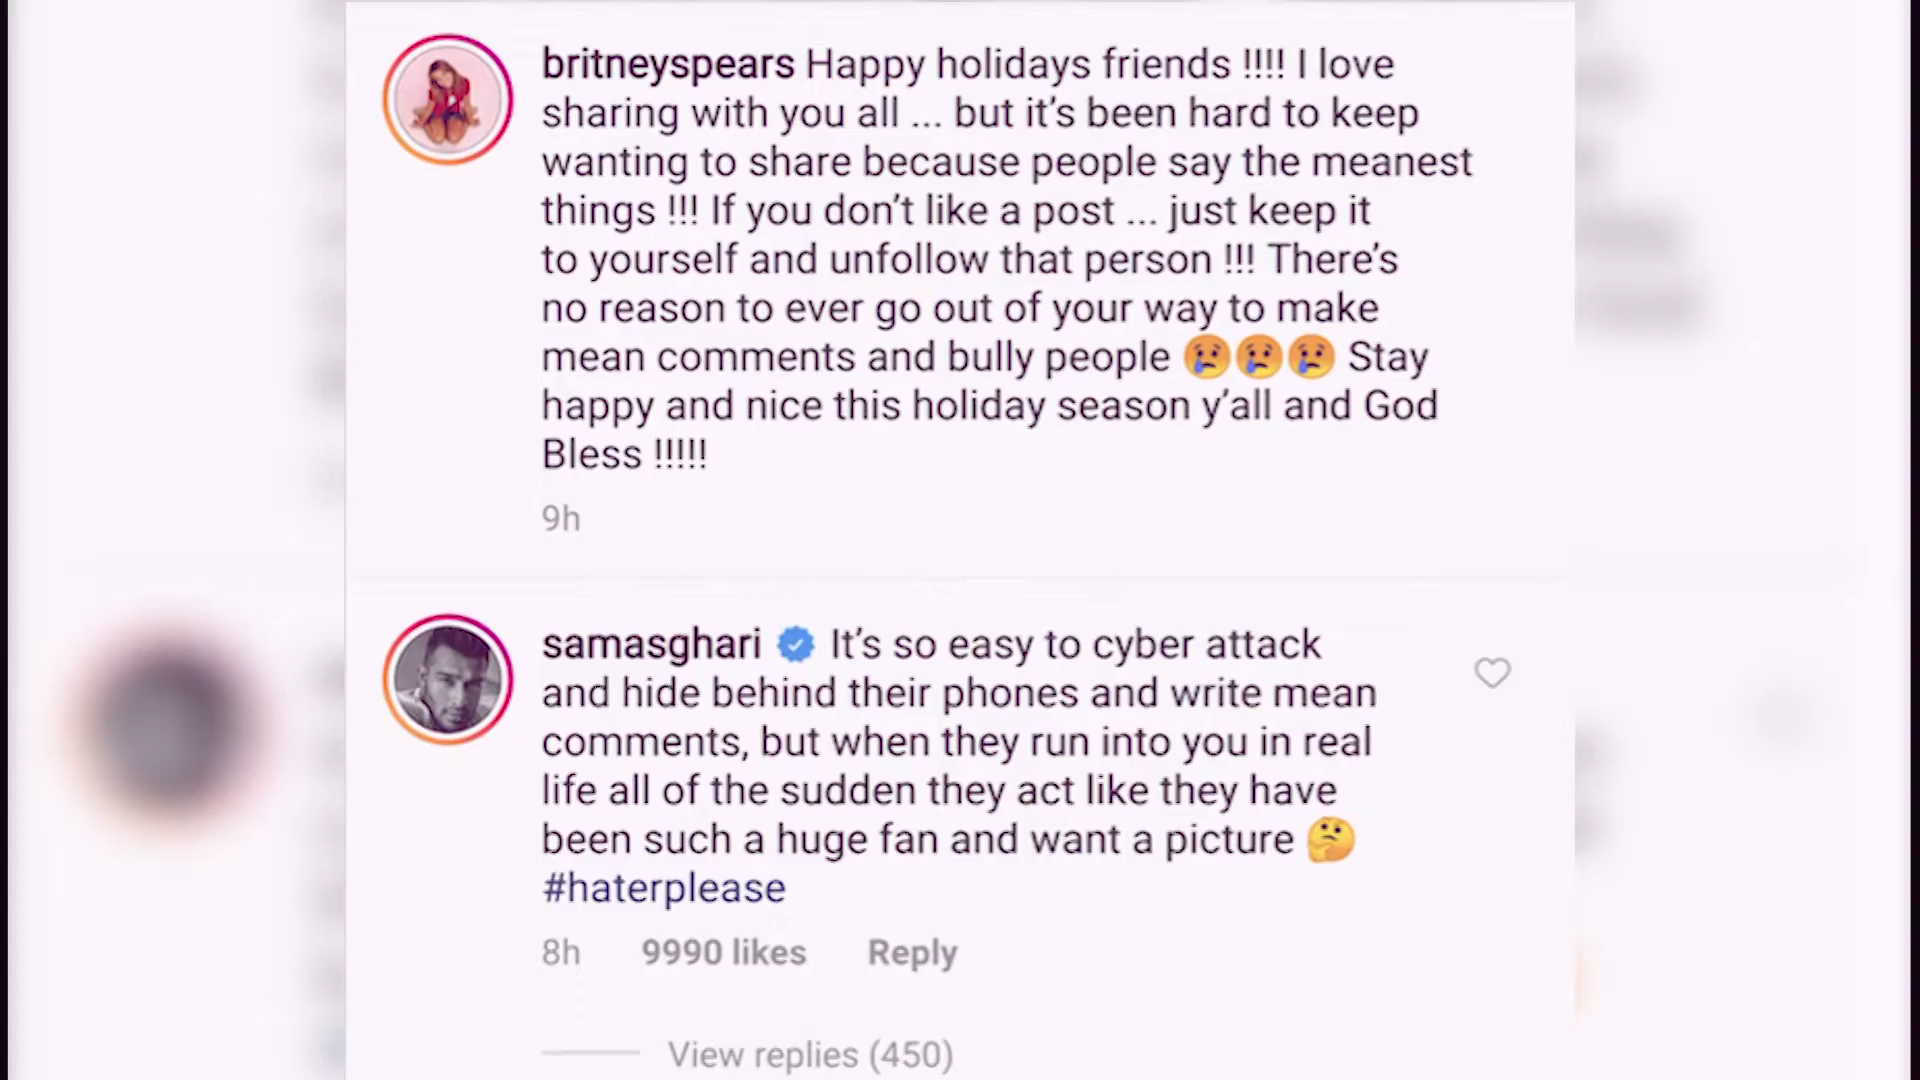 britneyspears Happy holidays friends !!!! I love
sharing with you all ... but it’s been hard to keep
wanting to share because people say the meanest
things !!! If you don’t like a post ... just keep it
to yourself and unfollow that person !!! There’s
no reason to ever go out of your way to make
mean comments and bully people 😢😢😢 Stay
happy and nice this holiday season y’all and God
Bless !!!!!
9h
samasghari It’s so easy to cyber attack
and hide behind their phones and write mean
comments, but when they run into you in real
life all of the sudden they act like they have
been such a huge fan and want a picture 🤔
#haterplease
8h 9990 likes Reply
View replies (450)